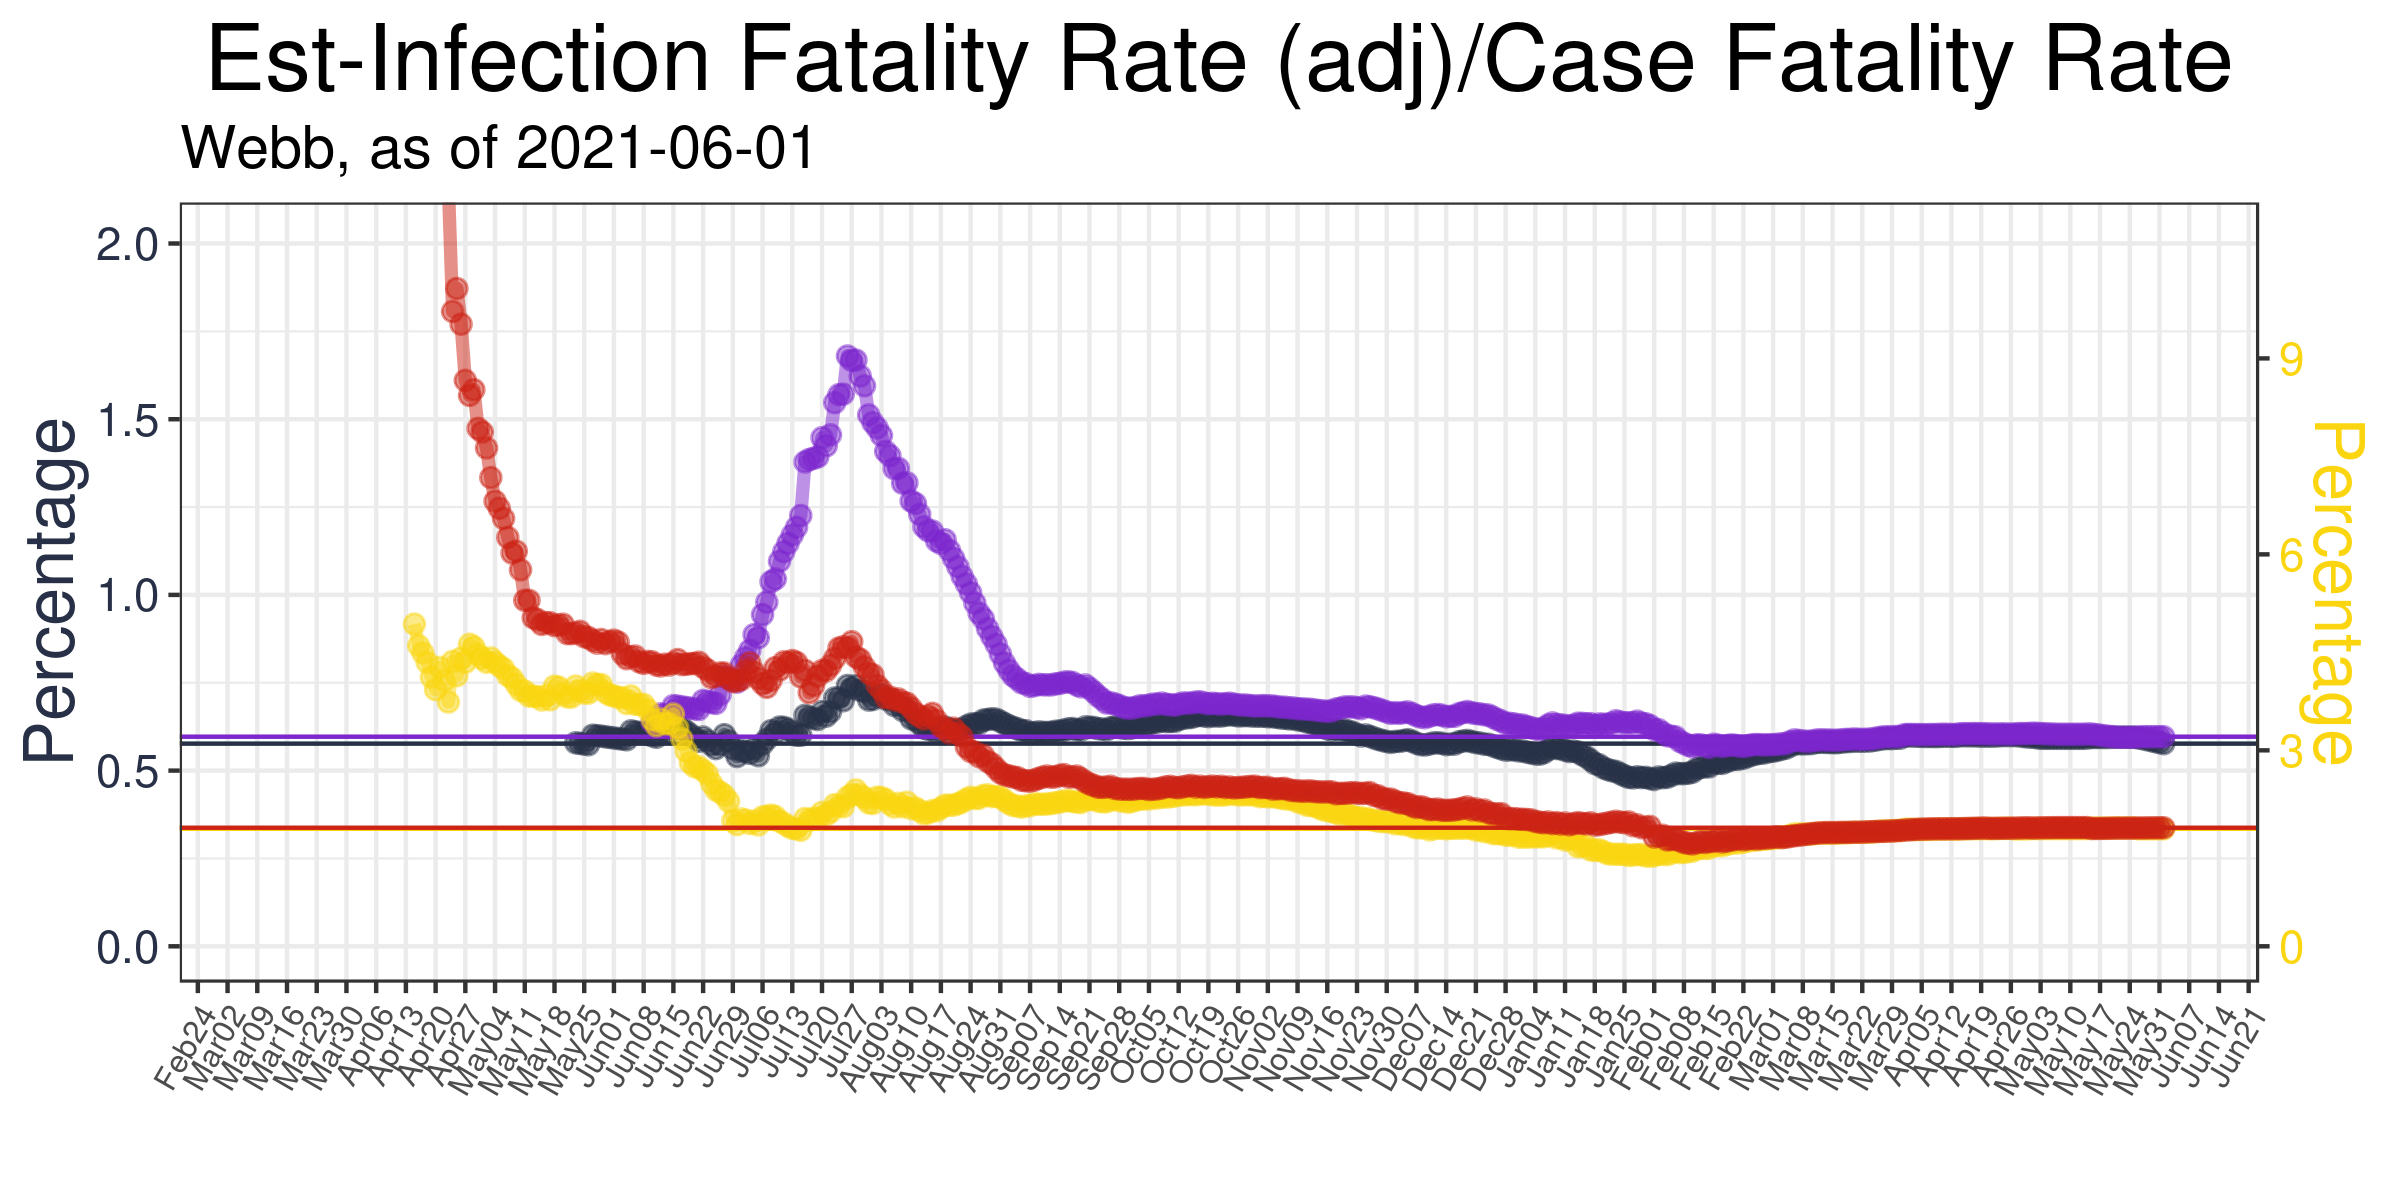 Est-Infection Fatality Rate (adj)/Case Fatality Rate
Webb, as of 2021-06-01
Percentage
2.0
1.5
1.0
0.5
0.0
9
6
3
0
Percentage
Feb24
Mar02
Mar09
Mar16
Mar23
Mar30
Apr06
Apr13
Apr20
Apr27
May04
May11
May18
May25
Jun01
Jun08
Jun15
Jun22
Jun29
Jul06
Jul13
Jul20
Jul27
Aug03
Aug10
Aug17
Aug24
Aug31
Sep07
Sep14
Sep21
Sep28
Oct05
Oct12
Oct19
Oct26
Nov02
Nov09
Nov16
Nov23
Nov30
Dec07
Dec14
Dec21
Dec28
Jan04
Jan11
Jan18
Jan25
Feb01
Feb08
Feb15
Feb22
Mar01
Mar08
Mar15
Mar22
Mar29
Apr05
Apr12
Apr19
Apr26
May03
May10
May17
May24
May31
Jun07
Jun14
Jun21